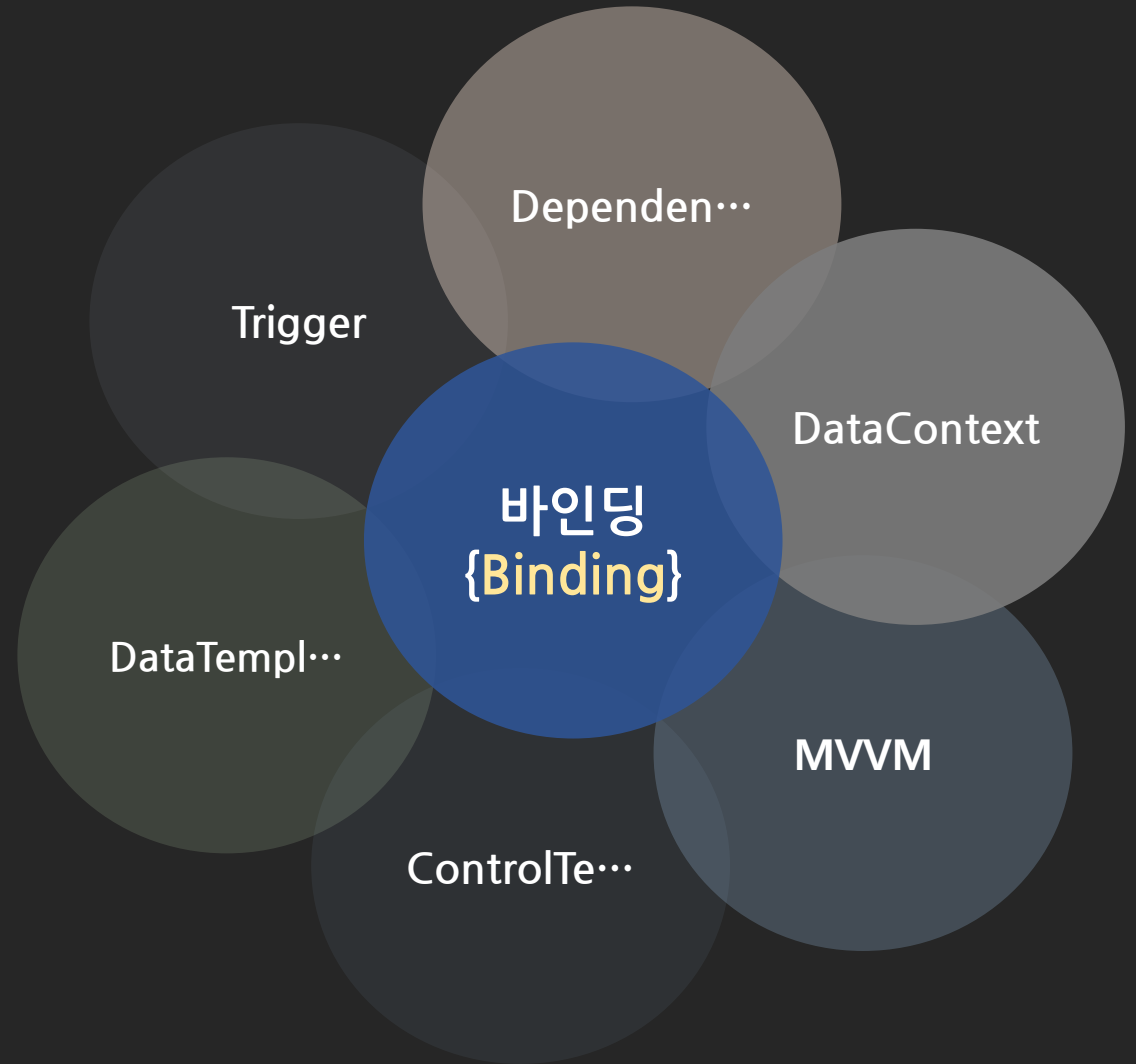 Dependen…
Trigger
DataContext
바인딩
{Binding}
DataTempl…
MVVM
ControlTe…